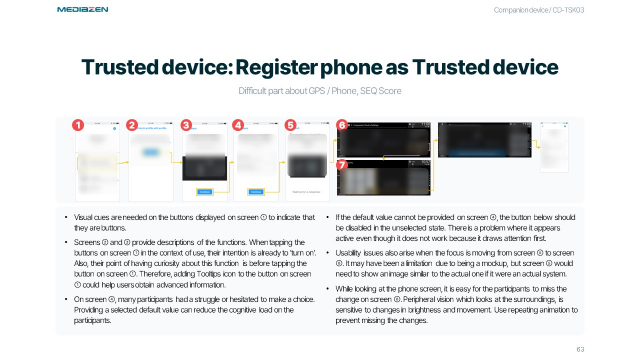 MEDIAZEN
Companion device / CD-TSK03
Trusted device: Register phone as Trusted device
Difficult part about GPS / Phone, SEQ Score
1 2 3 4 5 6
7
• Visual cues are needed on the buttons displayed on screen ① to indicate that
they are buttons.
• Screens ② and ③ provide descriptions of the functions. When tapping the
buttons on screen ① in the context of use, their intention is already to 'turn on'.
Also, their point of having curiosity about this function is before tapping the
button on screen ①. Therefore, adding Tooltips icon to the button on screen
① could help users obtain advanced information.
• On screen ④, many participants had a struggle or hesitated to make a choice.
Providing a selected default value can reduce the cognitive load on the
participants.
• If the default value cannot be provided on screen ④, the button below should
be disabled in the unselected state. There is a problem where it appears
active even though it does not work because it draws attention first.
• Usability issues also arise when the focus is moving from screen ⑤ to screen
⑥. It may have been a limitation due to being a mockup, but screen ⑥ would
need to show an image similar to the actual one if it were an actual system.
• While looking at the phone screen, it is easy for the participants to miss the
change on screen ⑥. Peripheral vision which looks at the surroundings, is
sensitive to changes in brightness and movement. Use repeating animation to
prevent missing the changes.
63